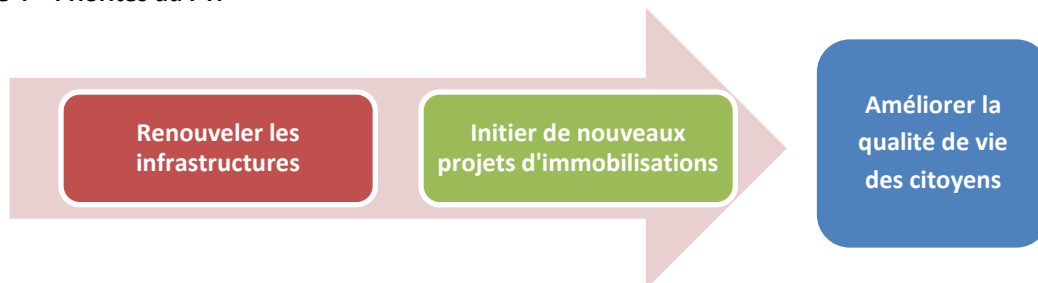 Renouveler les
infrastructures
Initier de nouveaux
projets d'immobilisations
Améliorer la
qualité de vie
des citoyens